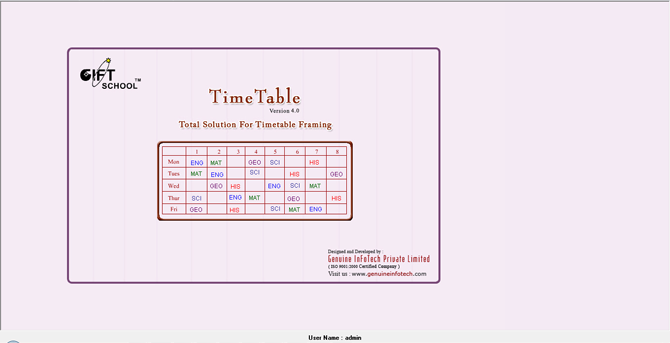 GIFT
SCHOOL TM
TimeTable
Version 4.0
Total Solution For Timetable Framing
1 2 3 4 5 6 7 8
Mon ENG MAT GEO SCI HIS
Tues MAT ENG SCI HIS GEO
Wed GEO HIS ENG SCI MAT
Thur SCI ENG MAT GEO HIS
Fri GEO HIS SCI MAT ENG
Designed and Developed by :
Genuine InfoTech Private Limited
( ISO 9001:2000 Certified Company )
Visit us : www.genuineinfotech.com
User Name : admin